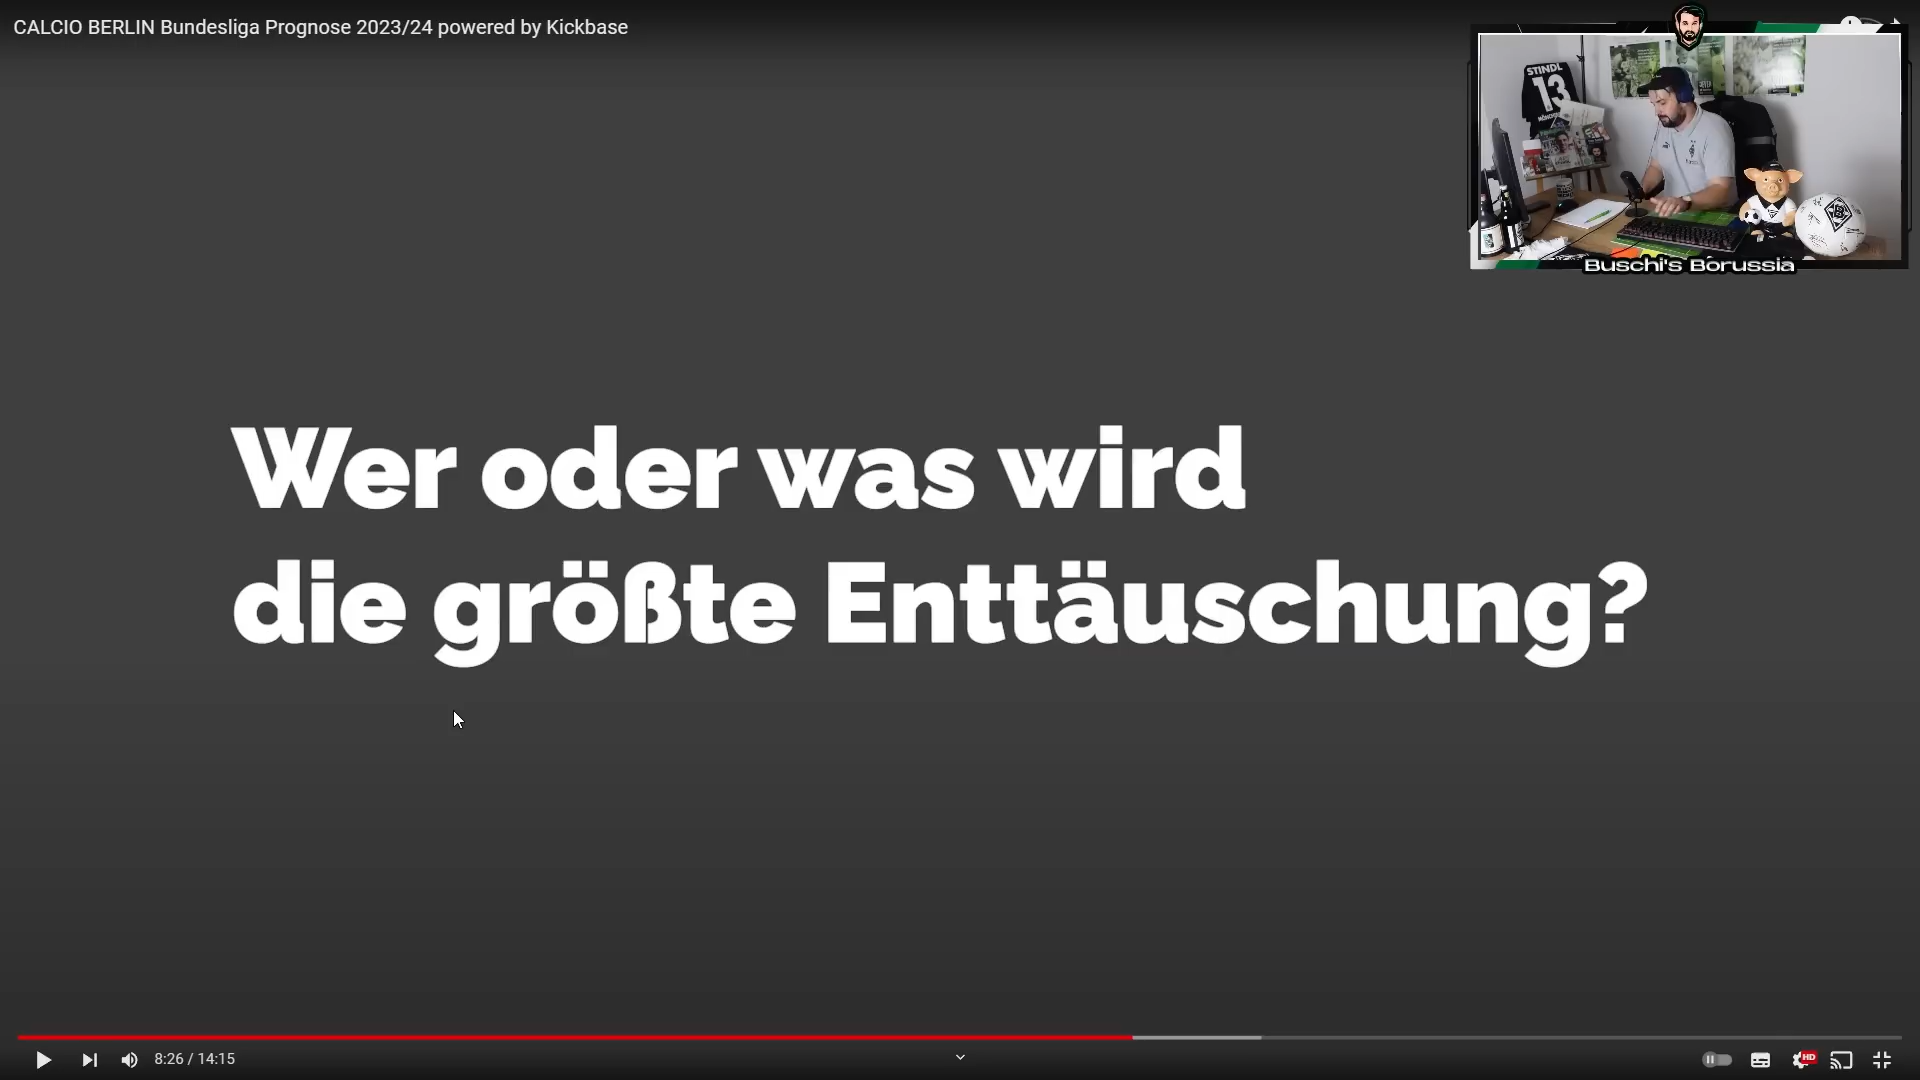 CALCIO BERLIN Bundesliga Prognose 2023/24 powered by Kickbase
STINDL
13
Buschi's Borussia
Wer oder was wird
die größte Enttäuschung?
8:26 / 14:15
HD